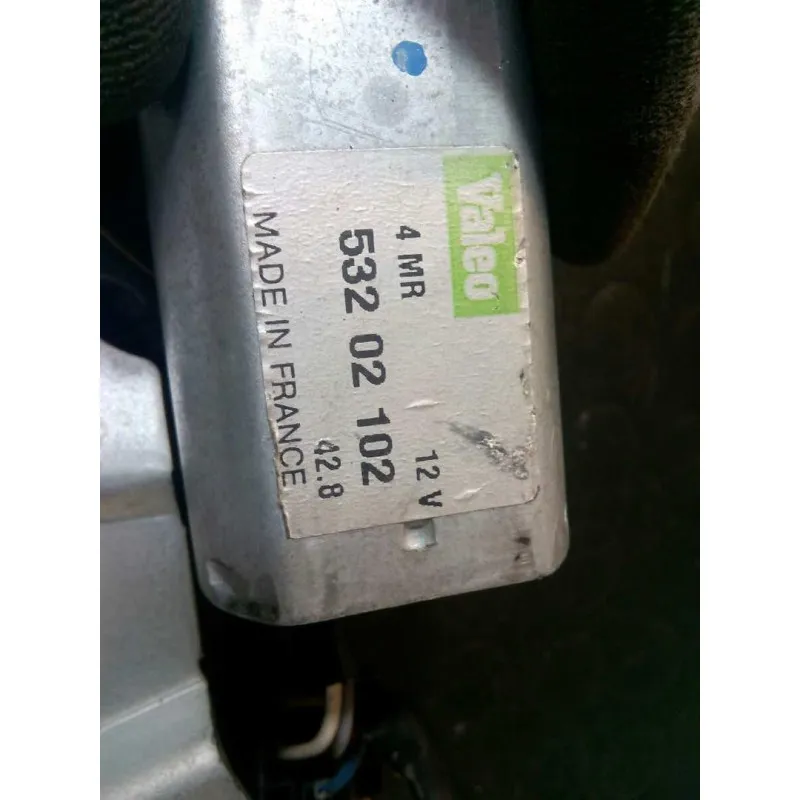 Valeo
4 MR 12 V
532 02 102
42.8
MADE IN FRANCE